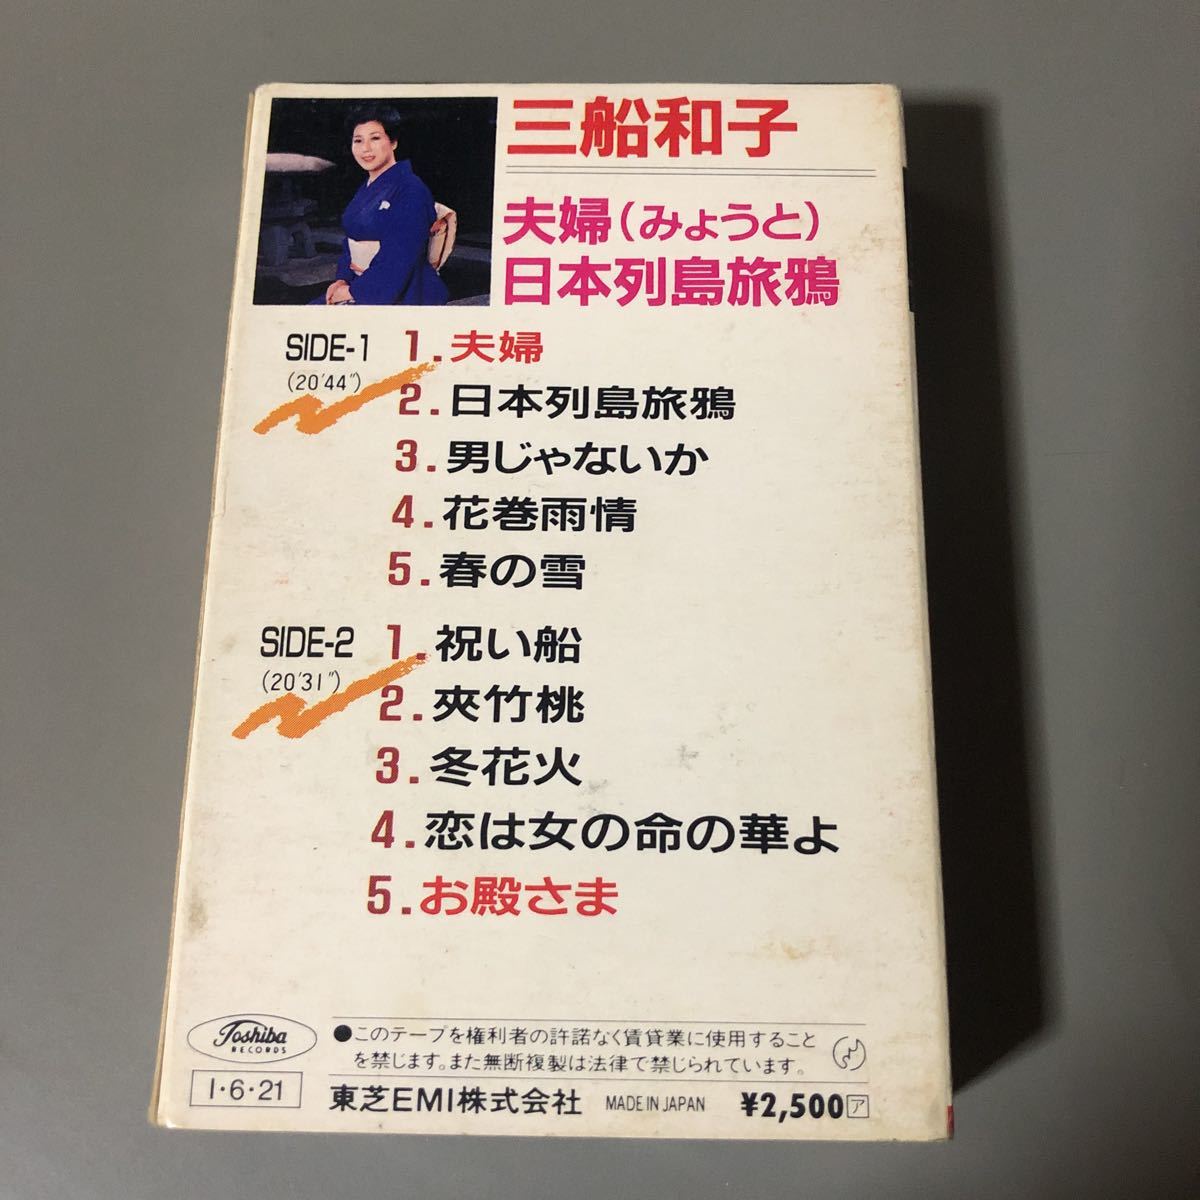 三船和子
夫婦(みょうと)
日本列島旅鴉
SIDE-1
(20'44")
1.夫婦
2.日本列島旅鴉
3.男じゃないか
4.花巻雨情
5.春の雪
SIDE-2
(20'31")
1.祝い船
2.夾竹桃
3.冬花火
4.恋は女の命の華よ
5.お殿さま
Toshiba
RECORDS
●このテープを権利者の許諾なく賃貸業に使用すること
を禁じます。また無断複製は法律で禁じられています。
I・6・21
東芝EMI株式会社 MADE IN JAPAN ¥2,500 ア